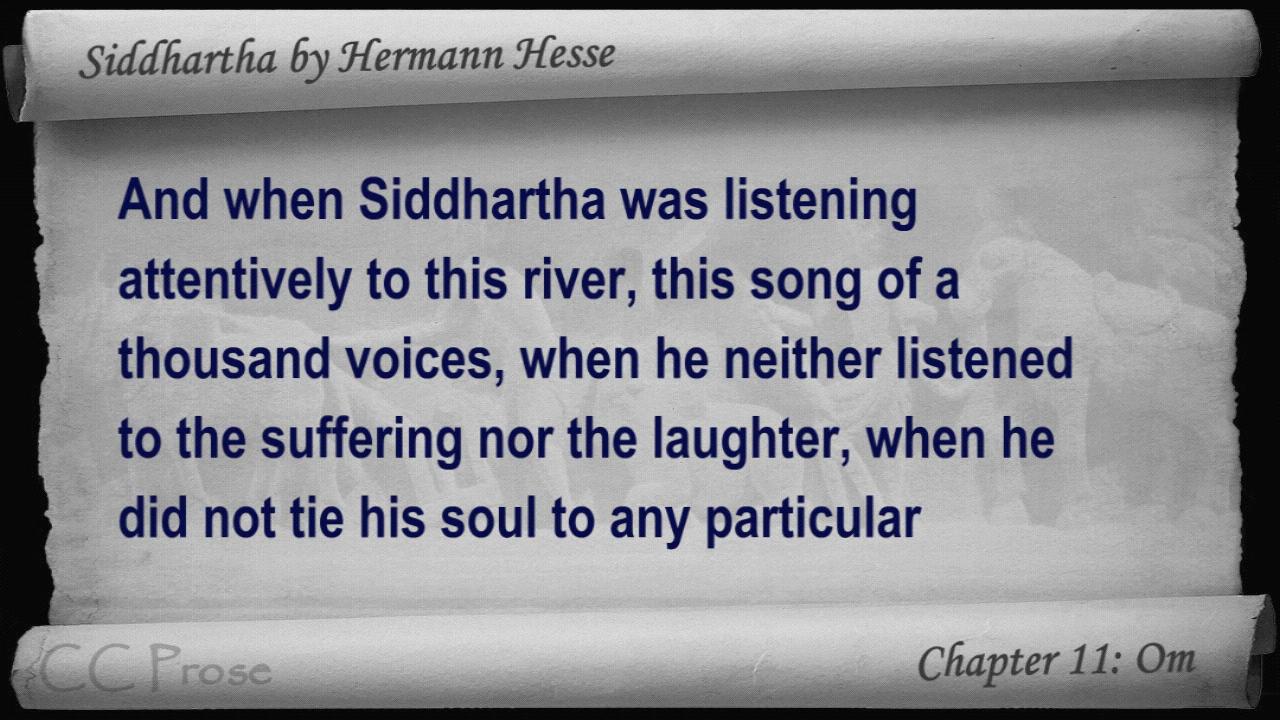 Siddhartha by Hermann Hesse
And when Siddhartha was listening
attentively to this river, this song of a
thousand voices, when he neither listened
to the suffering nor the laughter, when he
did not tie his soul to any particular
CC Prose
Chapter 11: Om